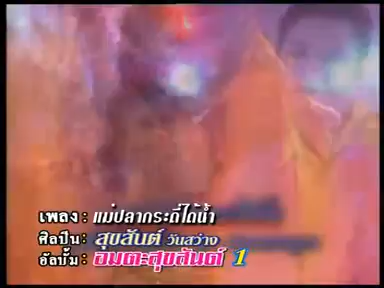 เพลง : แม่ปลากระดี่ได้น้ำ
ศิลปิน : สุขสันต์ วันสว่าง
อัลบั้ม : อมตะสุขสันต์ 1